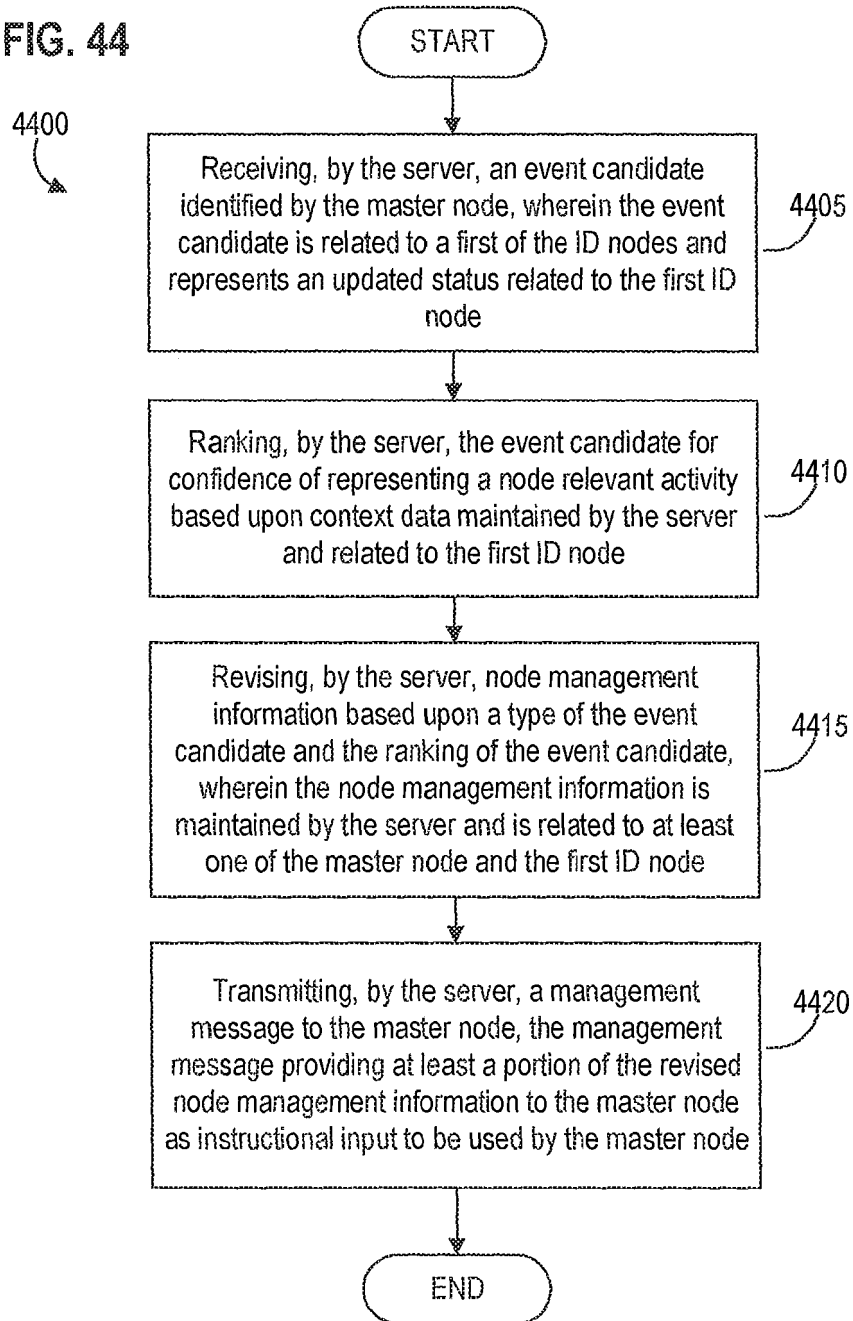 FIG. 44
START
4400
Receiving, by the server, an event candidate
identified by the master node, wherein the event
candidate is related to a first of the ID nodes and
represents an updated status related to the first ID
node
4405
Ranking, by the server, the event candidate for
confidence of representing a node relevant activity
based upon context data maintained by the server
and related to the first ID node
4410
Revising, by the server, node management
information based upon a type of the event
candidate and the ranking of the event candidate,
wherein the node management information is
maintained by the server and is related to at least
one of the master node and the first ID node
4415
Transmitting, by the server, a management
message to the master node, the management
message providing at least a portion of the revised
node management information to the master node
as instructional input to be used by the master node
4420
END